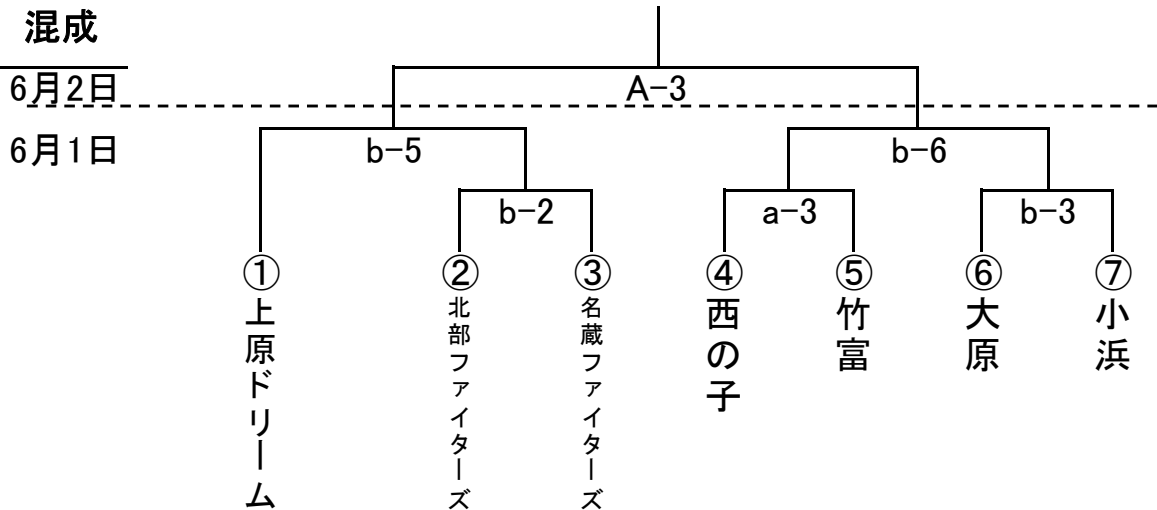 混成
6月2日
A-3
6月1日
b-5
b-6
b-2
a-3
b-3
①上原ドリーム
②北部ファイターズ
③名蔵ファイターズ
④西の子
⑤竹富
⑥大原
⑦小浜